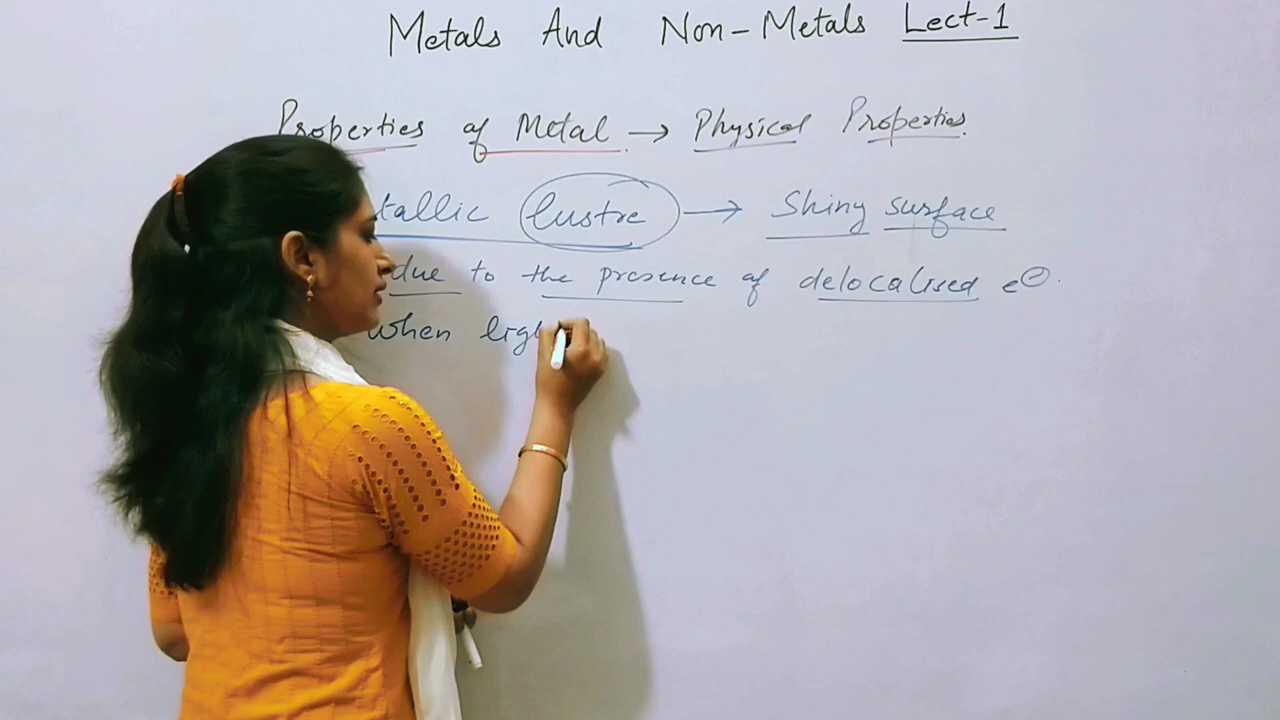 Metals And Non-Metals Lect-1
Properties of Metal → Physical Properties
tallic lustre → Shiny surface
due to the presence of delocalised e⊖.
when ligh